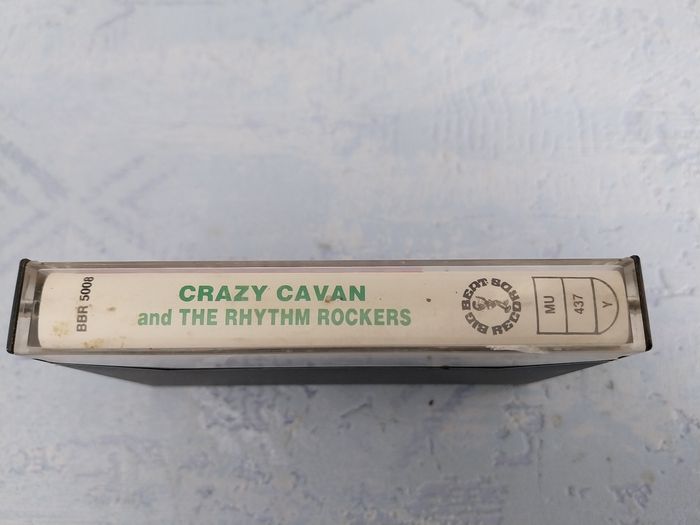 BBR 5008
CRAZY CAVAN
and THE RHYTHM ROCKERS
BIG BEAT RECORDS
MU
437
Y